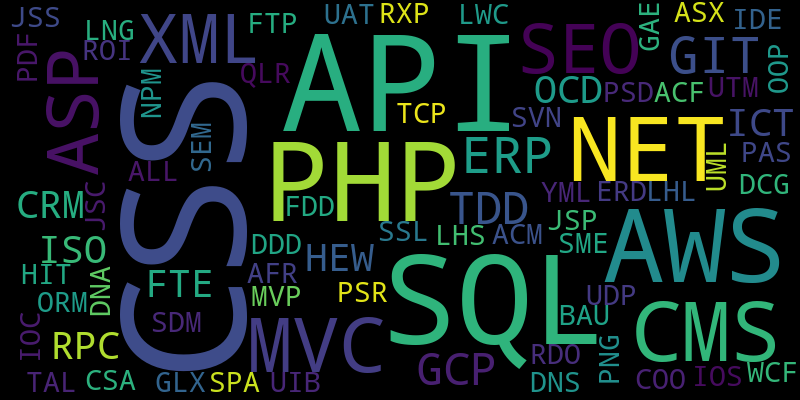 JSS
LNG
FTP
UAT
RXP
LWC
GAE
ASX
IDE
PDF
ROI
XML
API
SEO
GIT
OOP
ASP
NPM
QLR
TCP
OCD
PSD
ACF
UTM
SVN
NET
ICT
CSS
SEM
PHP
ERP
UML
PAS
ALL
JSC
YML
ERD
LHL
DCG
CRM
FDD
TDD
JSP
AWS
ISO
DDD
SSL
LHS
ACM
SME
HEW
HIT
DNA
FTE
AFR
MVP
PSR
SQL
UDP
ORM
SDM
BAU
CMS
IOC
RPC
MVC
GCP
RDO
PNG
TAL
CSA
GLX
SPA
UIB
DNS
COO
IOS
WCF